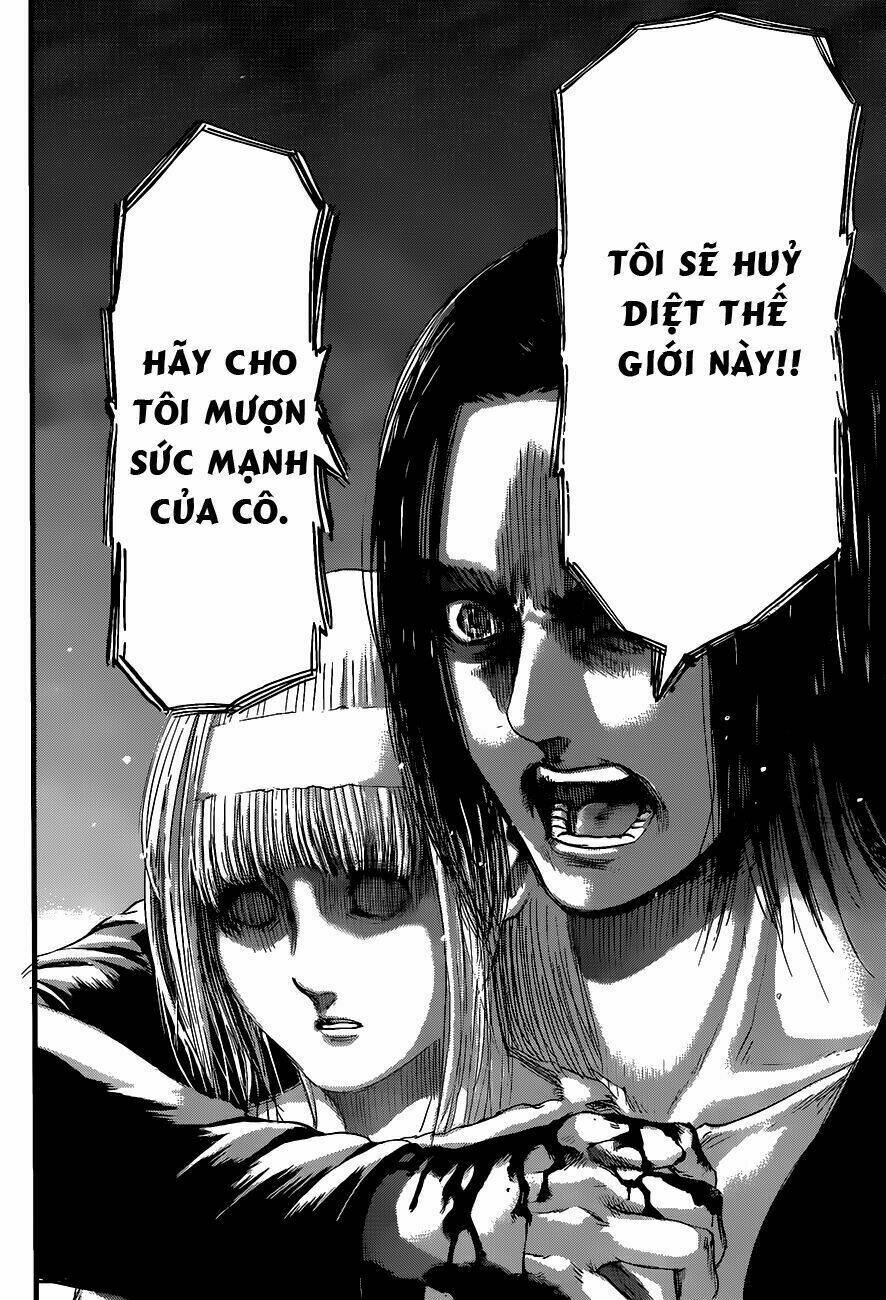 TÔI SẼ HUỶ
DIỆT THẾ
GIỚI NÀY!!
HÃY CHO
TÔI MƯỢN
SỨC MẠNH
CỦA CÔ.